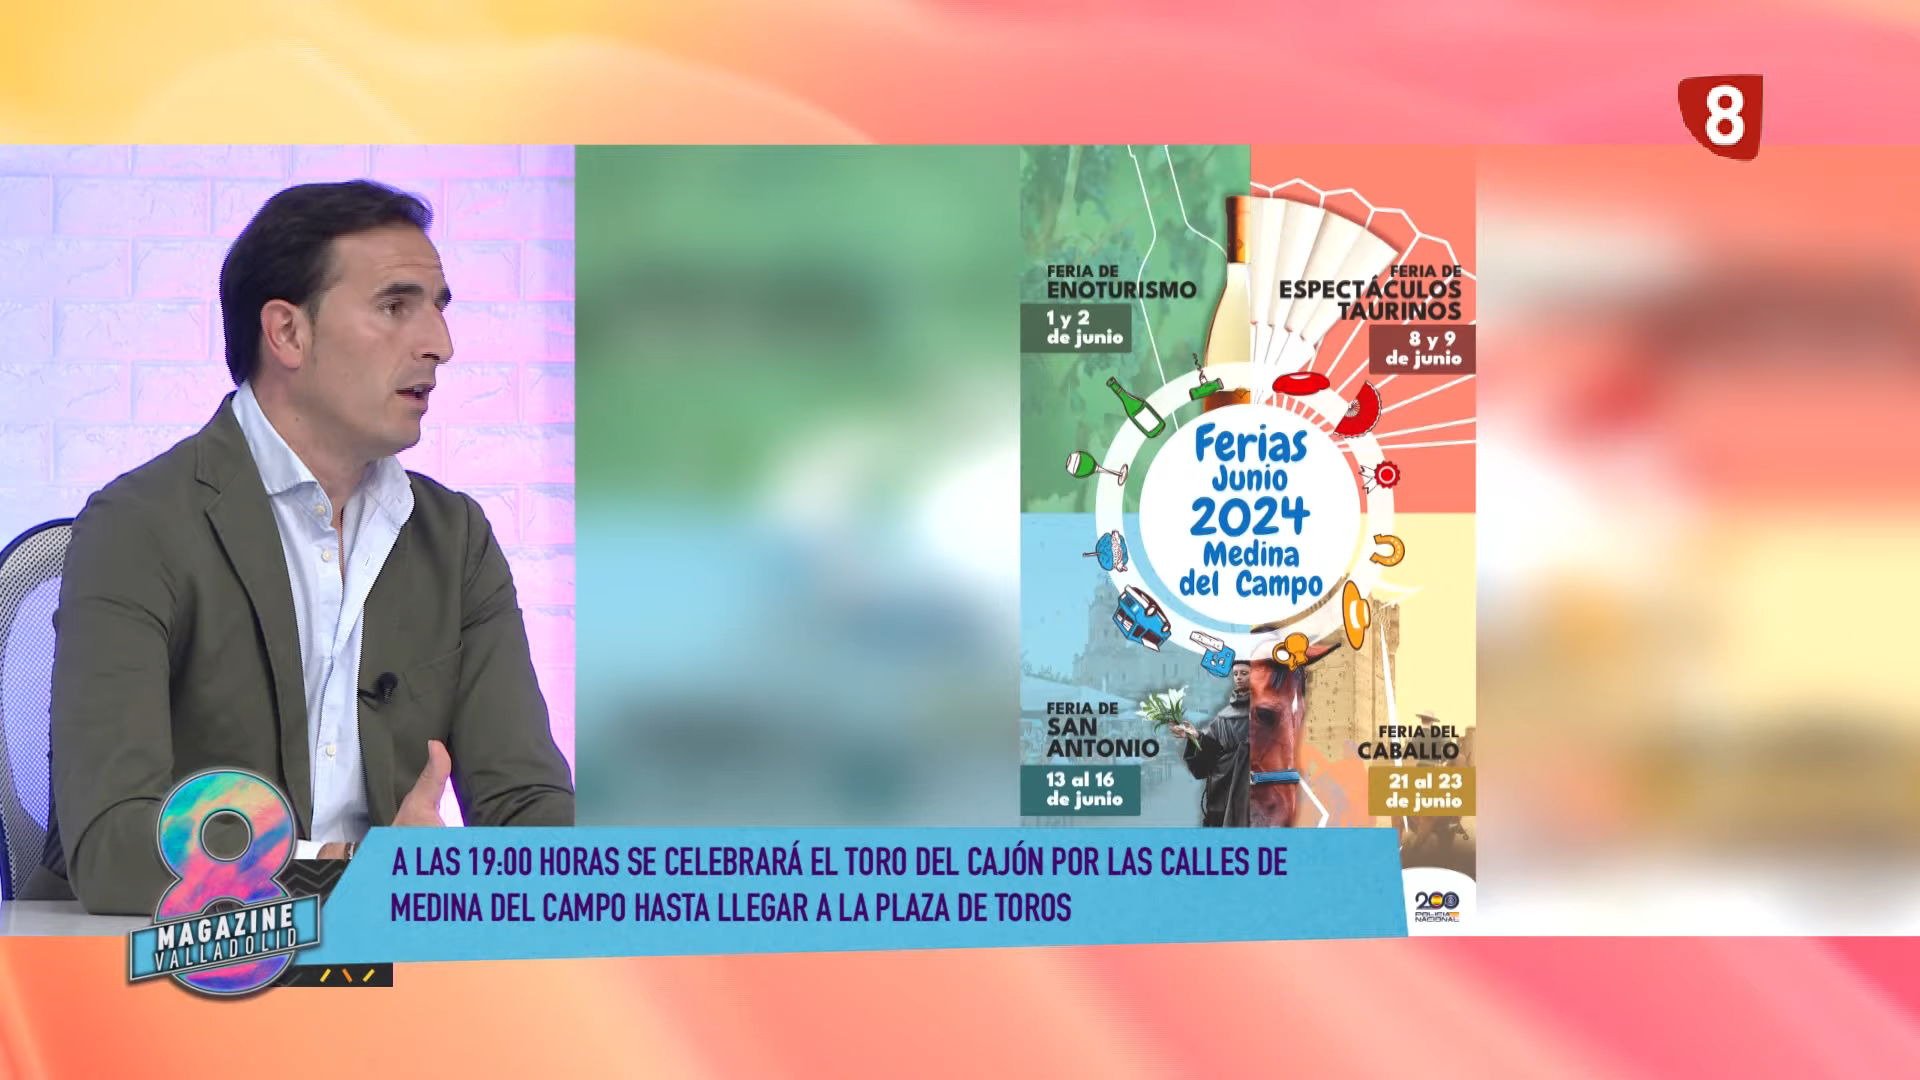 8
FERIA DE
ENOTURISMO
1 y 2
de junio
FERIA DE
ESPECTÁCULOS
TAURINOS
8 y 9
de junio
Ferias
Junio
2024
Medina
del Campo
FERIA DE
SAN
ANTONIO
13 al 16
de junio
FERIA DEL
CABALLO
21 al 23
de junio
200
POLICIA
NACIONAL
A LAS 19:00 HORAS SE CELEBRARÁ EL TORO DEL CAJÓN POR LAS CALLES DE
MEDINA DEL CAMPO HASTA LLEGAR A LA PLAZA DE TOROS
8
MAGAZINE
VALLADOLID